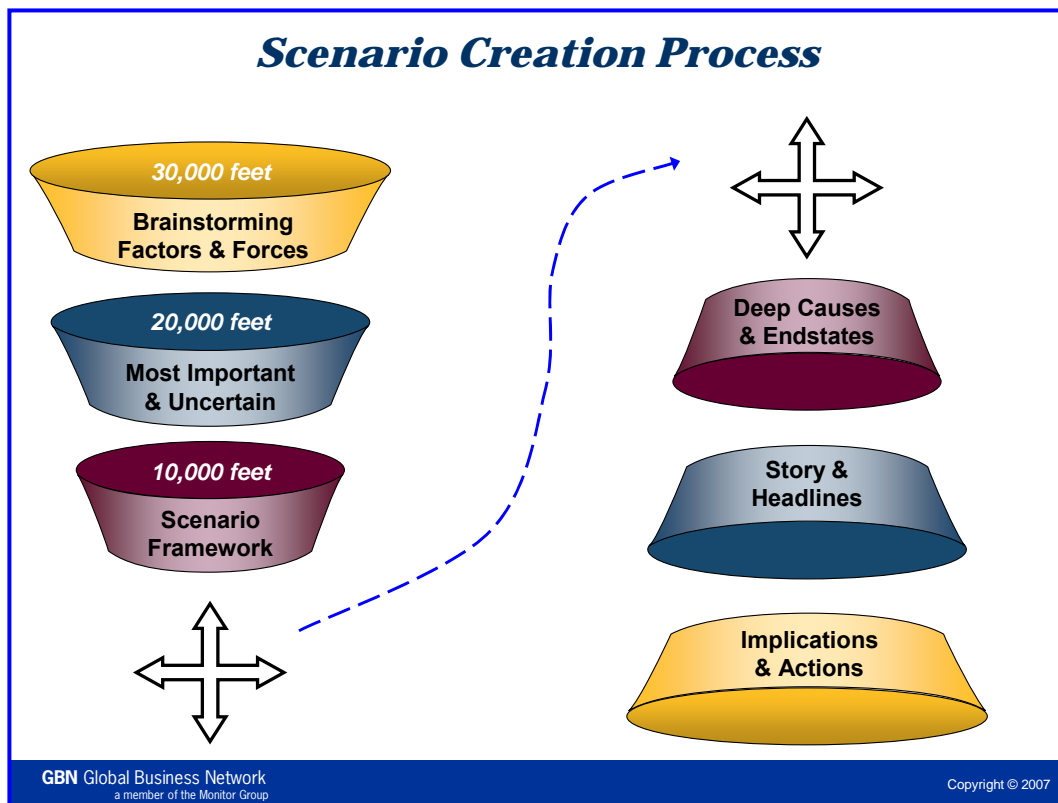 Scenario Creation Process
30,000 feet
Brainstorming
Factors & Forces
20,000 feet
Most Important
& Uncertain
10,000 feet
Scenario
Framework
Deep Causes
& Endstates
Story &
Headlines
Implications
& Actions
GBN Global Business Network
a member of the Monitor Group
Copyright © 2007